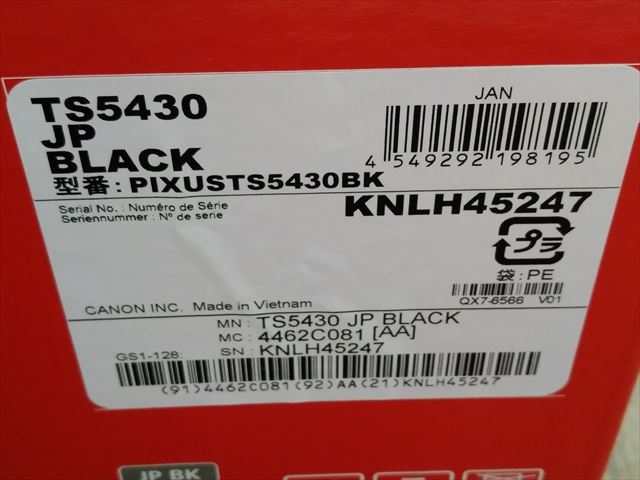 TS5430
JP
BLACK
型番：PIXUSTS5430BK
JAN
4 549292 198195
Serial No. : Numéro de Série
Seriennummer : Nº de serie
KNLH45247
プラ
袋：PE
QX7-6566 V01
CANON INC. Made in Vietnam
MN : TS5430 JP BLACK
MC : 4462C081 [AA]
SN : KNLH45247
GS1-128:
(91)4462C081(92)AA(21)KNLH45247
JP BK